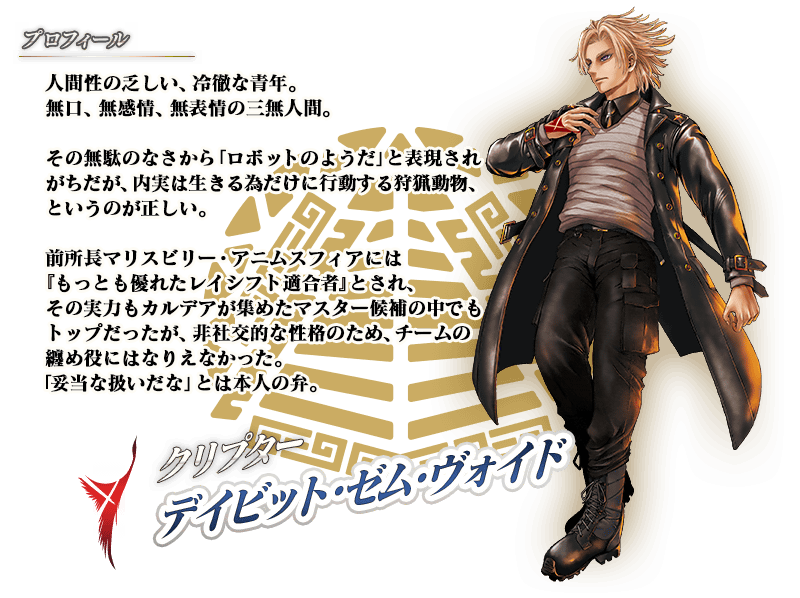 プロフィール
人間性の乏しい、冷徹な青年。
無口、無感情、無表情の三無人間。
その無駄のなさから「ロボットのようだ」と表現され
がちだが、内実は生きる為だけに行動する狩猟動物、
というのが正しい。
前所長マリスビリー・アニムスフィアには
『もっとも優れたレイシフト適合者』とされ、
その実力もカルデアが集めたマスター候補の中でも
トップだったが、非社交的な性格のため、チームの
纏め役にはなりえなかった。
「妥当な扱いだな」とは本人の弁。
クリプター
デイビット・ゼム・ヴォイド